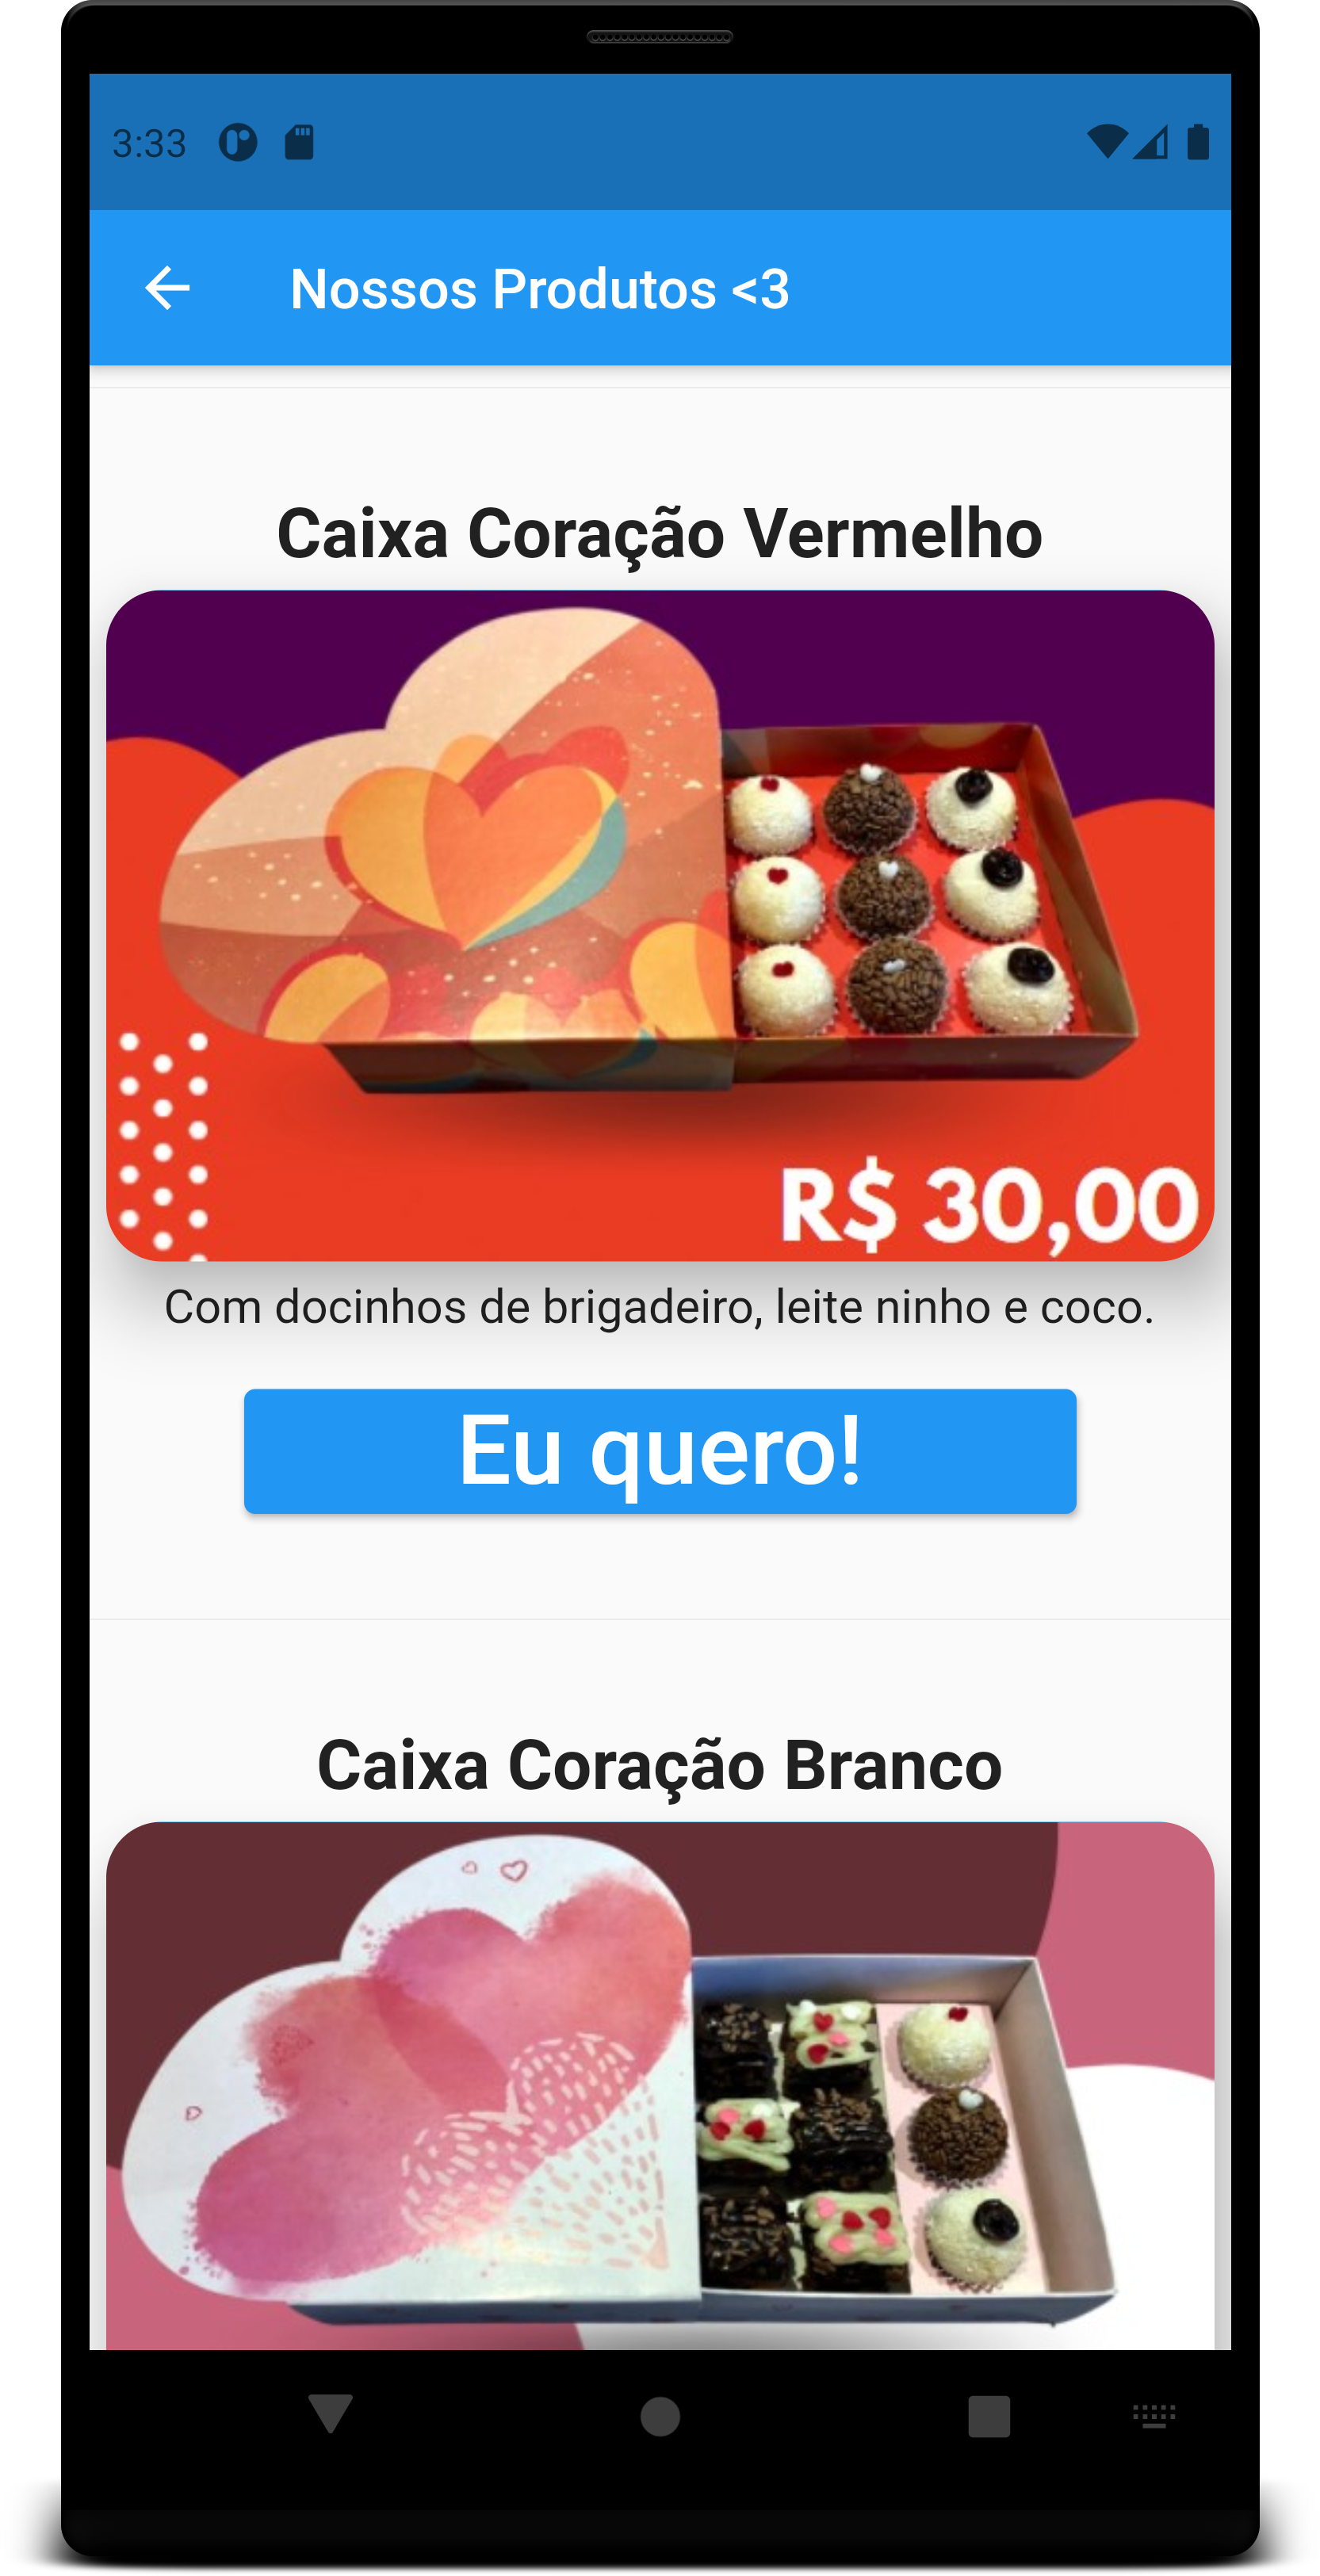 3:33
Nossos Produtos <3
Caixa Coração Vermelho
R$ 30,00
Com docinhos de brigadeiro, leite ninho e coco.
Eu quero!
Caixa Coração Branco